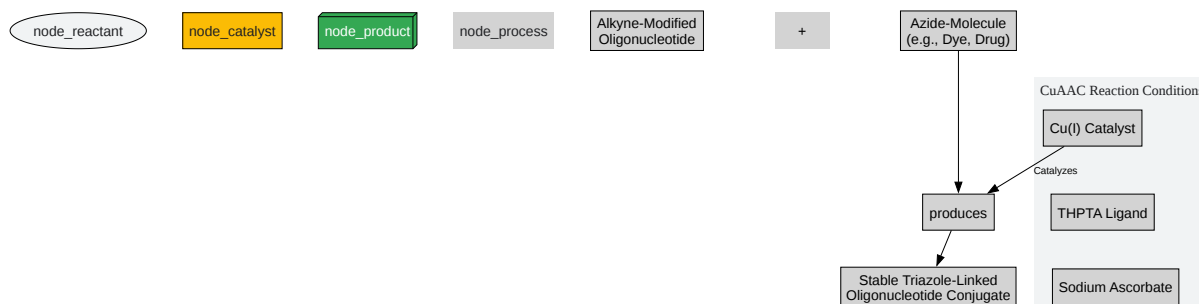 node_reactant
node_catalyst
node_product
node_process
Alkyne-Modified
Oligonucleotide
+
Azide-Molecule
(e.g., Dye, Drug)
CuAAC Reaction Conditions
Cu(I) Catalyst
Catalyzes
produces
THPTA Ligand
Stable Triazole-Linked
Oligonucleotide Conjugate
Sodium Ascorbate